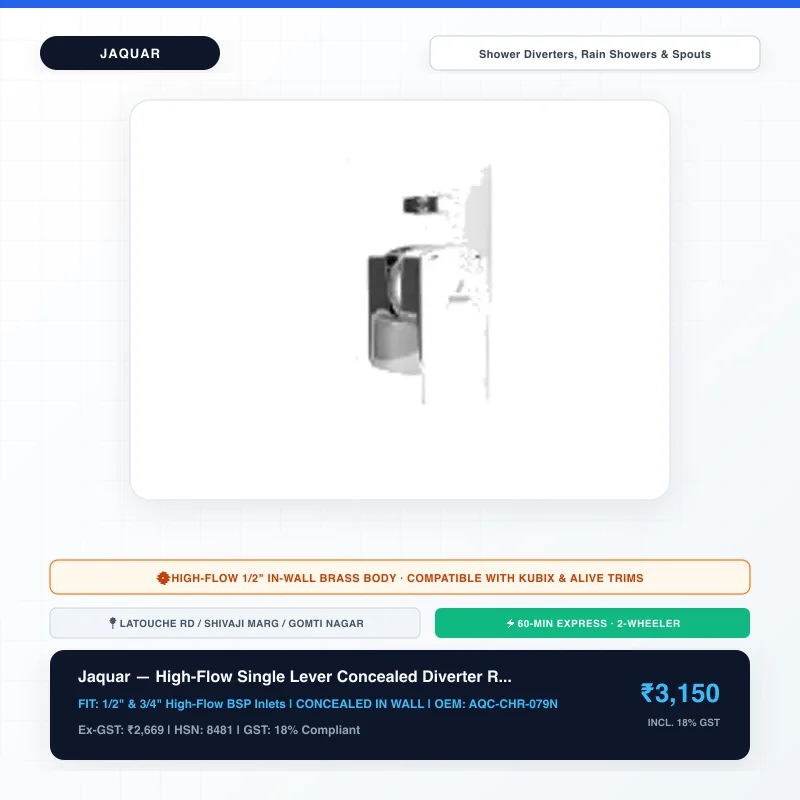 JAQUAR
Shower Diverters, Rain Showers & Spouts
HIGH-FLOW 1/2" IN-WALL BRASS BODY · COMPATIBLE WITH KUBIX & ALIVE TRIMS
LATOUCHE RD / SHIVAJI MARG / GOMTI NAGAR
60-MIN EXPRESS · 2-WHEELER
Jaquar — High-Flow Single Lever Concealed Diverter R...
FIT: 1/2" & 3/4" High-Flow BSP Inlets | CONCEALED IN WALL | OEM: AQC-CHR-079N
Ex-GST: ₹2,669 | HSN: 8481 | GST: 18% Compliant
₹3,150
INCL. 18% GST